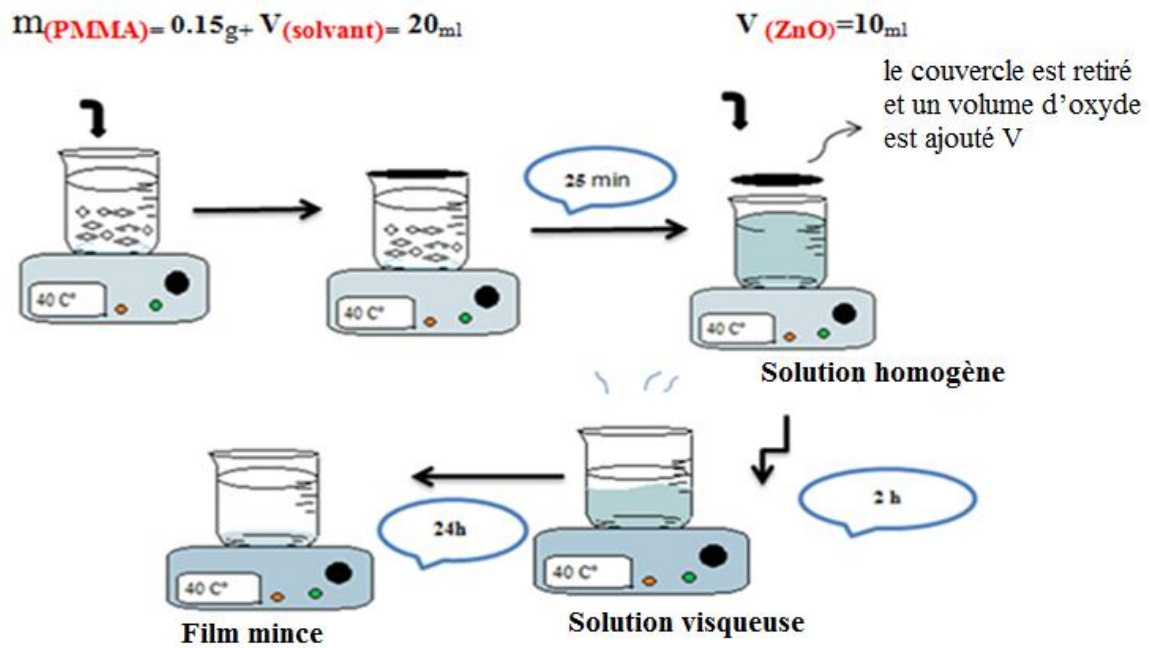 m(PMMA)= 0.15g+ V(solvant)= 20ml
V (ZnO)=10ml
le couvercle est retiré
et un volume d’oxyde
est ajouté V
25 min
40 C°
40 C°
40 C°
Solution homogène
2 h
24h
40 C°
40 C°
Solution visqueuse
Film mince